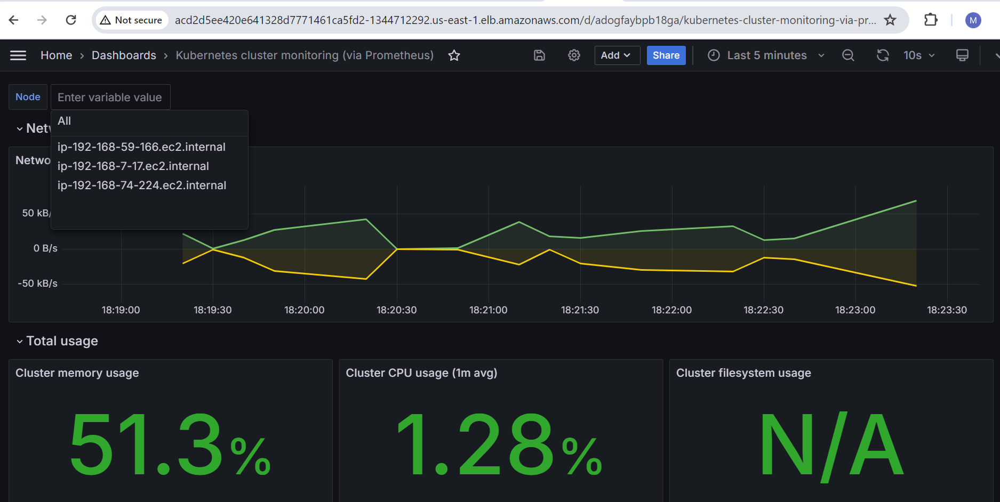 Not secure acd2d5ee420e641328d7771461ca5fd2-1344712292.us-east-1.elb.amazonaws.com/d/adogfaybpb18ga/kubernetes-cluster-monitoring-via-pr... M
Home › Dashboards › Kubernetes cluster monitoring (via Prometheus) Add Share Last 5 minutes 10s
Node Enter variable value
All
Netw
ip-192-168-59-166.ec2.internal
Netwo
ip-192-168-7-17.ec2.internal
ip-192-168-74-224.ec2.internal
50 kB/
0 B/s
-50 kB/s
18:19:00 18:19:30 18:20:00 18:20:30 18:21:00 18:21:30 18:22:00 18:22:30 18:23:00 18:23:30
Total usage
Cluster memory usage Cluster CPU usage (1m avg) Cluster filesystem usage
51.3% 1.28% N/A